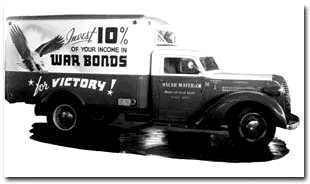 Invest 10%
OF YOUR INCOME IN
WAR BONDS
for VICTORY!